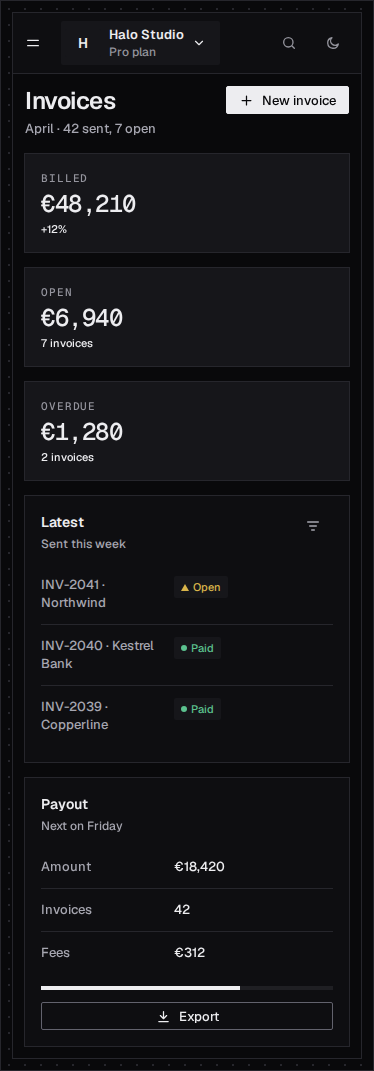 H
Halo Studio
Pro plan
Invoices
New invoice
April · 42 sent, 7 open
BILLED
€48,210
+12%
OPEN
€6,940
7 invoices
OVERDUE
€1,280
2 invoices
Latest
Sent this week
INV-2041 ·
Northwind
Open
INV-2040 · Kestrel
Bank
Paid
INV-2039 ·
Copperline
Paid
Payout
Next on Friday
Amount €18,420
Invoices 42
Fees €312
Export